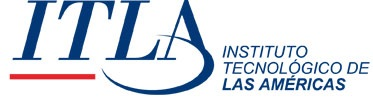 ITLA
INSTITUTO
TECNOLÓGICO DE
LAS AMÉRICAS